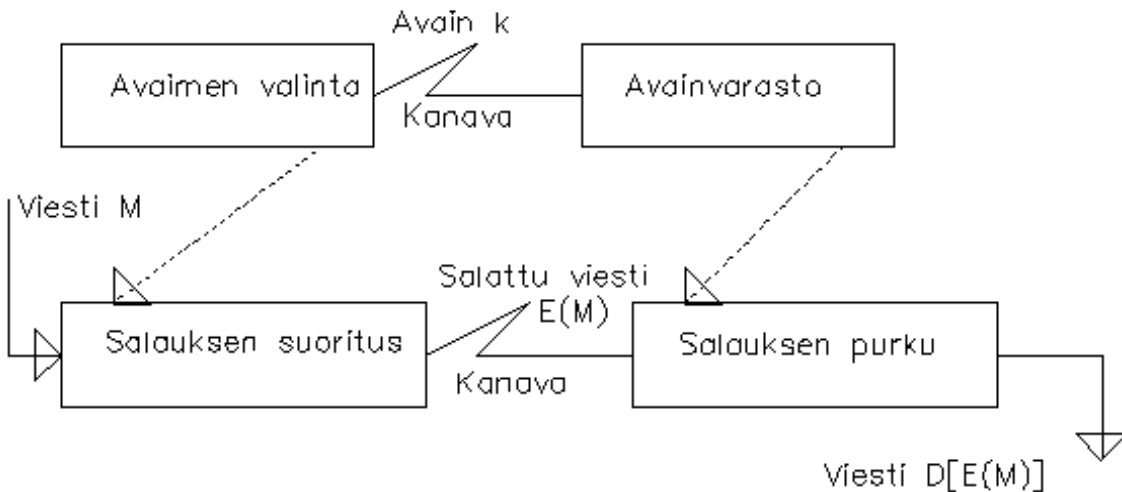 Avain k
Avaimen valinta
Avainvarasto
Kanava
Viesti M
Salattu viesti
E(M)
Salauksen suoritus
Salauksen purku
Kanava
Viesti D[E(M)]